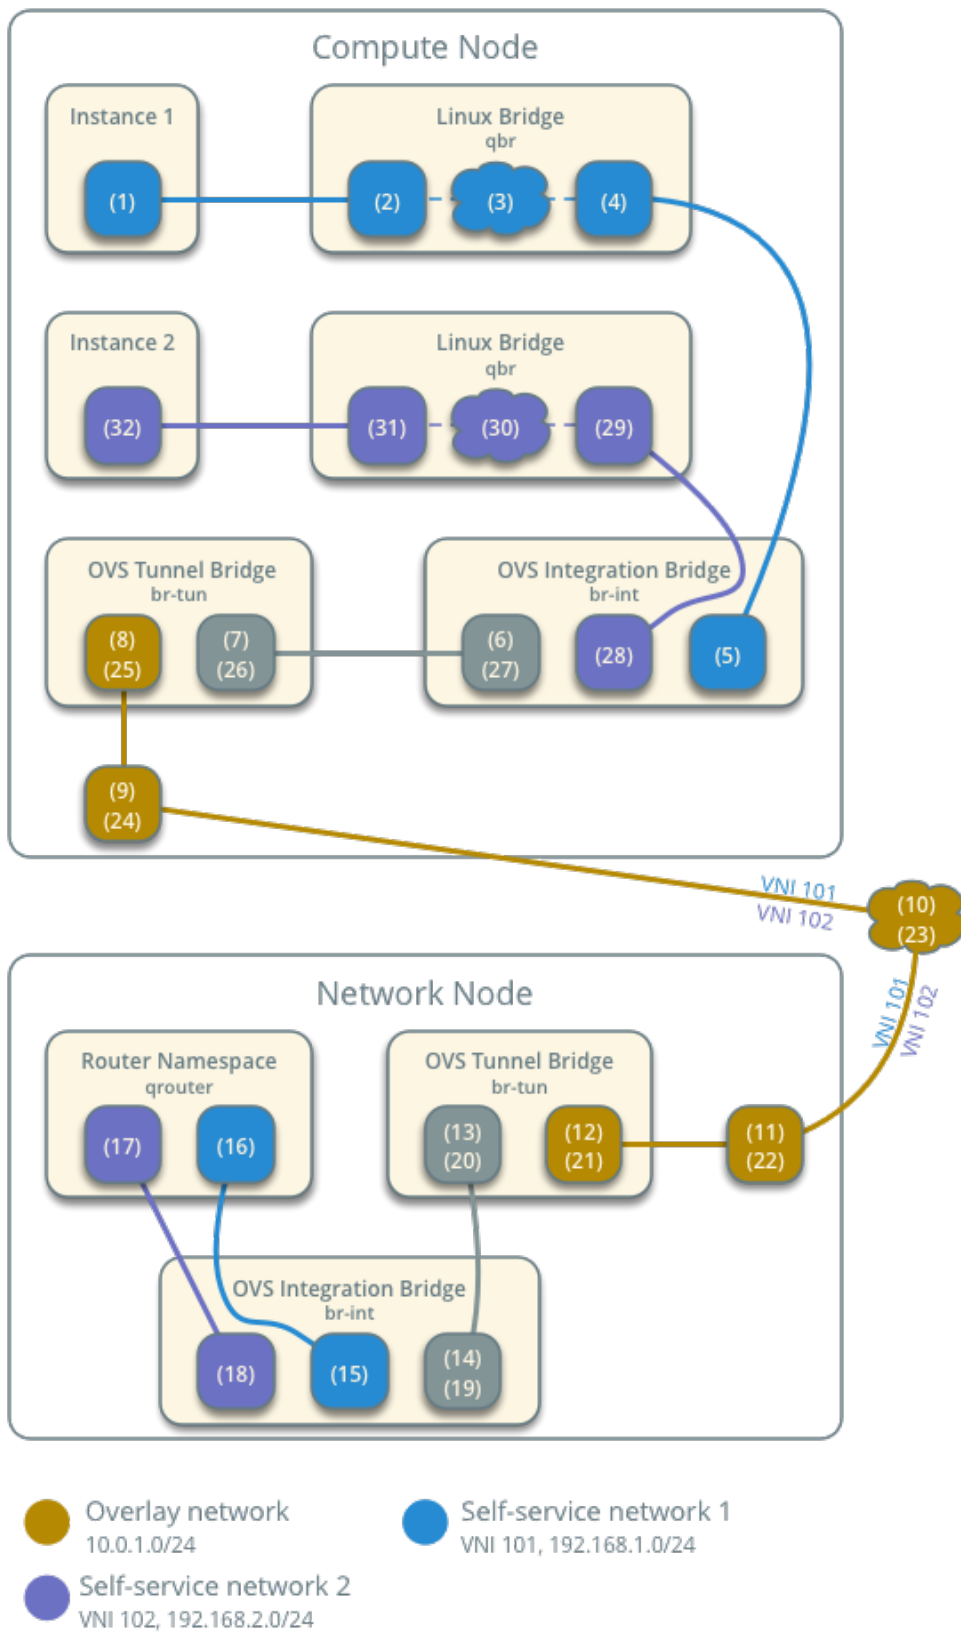 Compute Node
Instance 1
Linux Bridge
qbr
(1)
(2)
(3)
(4)
Instance 2
Linux Bridge
qbr
(32)
(31)
(30)
(29)
OVS Tunnel Bridge
br-tun
(8)
(25)
(7)
(26)
OVS Integration Bridge
br-int
(6)
(27)
(28)
(5)
(9)
(24)
VNI 101
VNI 102
(10)
(23)
VNI 101
VNI 102
Network Node
Router Namespace
qrouter
(17)
(16)
OVS Tunnel Bridge
br-tun
(13)
(20)
(12)
(21)
(11)
(22)
OVS Integration Bridge
br-int
(18)
(15)
(14)
(19)
Overlay network
10.0.1.0/24
Self-service network 1
VNI 101, 192.168.1.0/24
Self-service network 2
VNI 102, 192.168.2.0/24